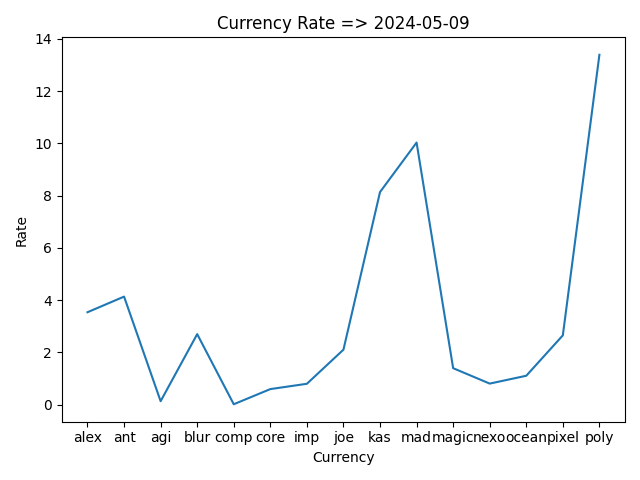 Currency Rate => 2024-05-09
14
12
10
8
6
4
2
0
Rate
alex ant agi blur comp core imp joe kas mad magic nexo ocean pixel poly
Currency